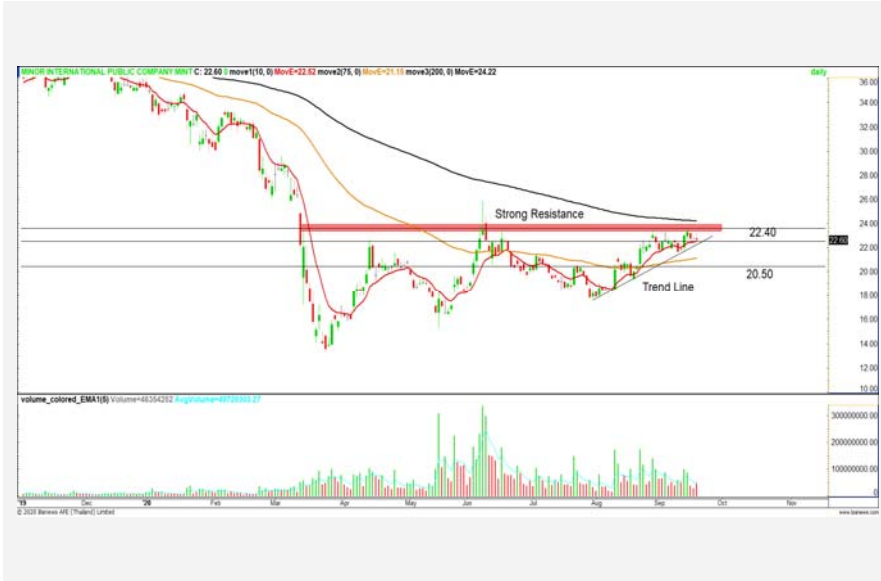 MINOR INTERNATIONAL PUBLIC COMPANY MINT C: 22.60 0 move1(10, 0) MovE=22.52 move2(75, 0) MovE=21.15 move3(200, 0) MovE=24.22
daily
36.00
34.00
32.00
30.00
28.00
26.00
Strong Resistance
24.00
22.40
22.60
20.50
20.00
Trend Line
18.00
16.00
14.00
12.00
10.00
volume_colored_EMA1(5) Volume=46354282
300000000.00
200000000.00
100000000.00
0
'19 Dec '20 Feb Mar Apr May Jun Jul Aug Sep Oct Nov
© 2020 Bisnews AFE (Thailand) Limited
www.bisnews.com